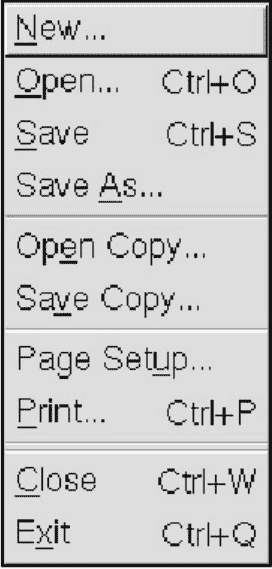 New...
Open... Ctrl+O
Save Ctrl+S
Save As...
Open Copy...
Save Copy...
Page Setup...
Print... Ctrl+P
Close Ctrl+W
Exit Ctrl+Q